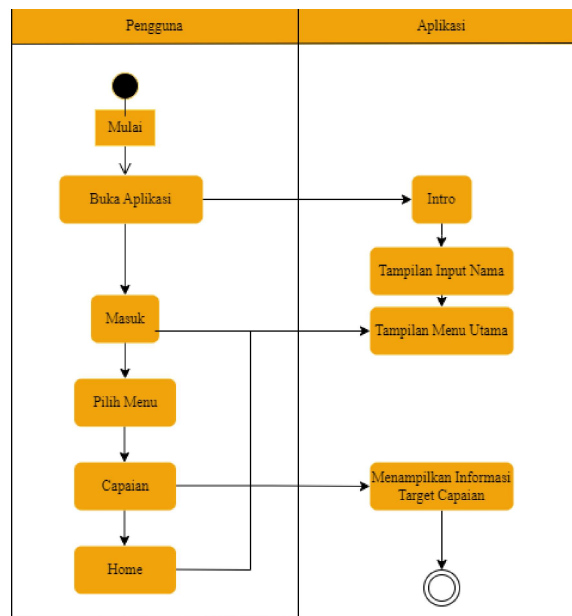 Pengguna
Aplikasi
Mulai
Buka Aplikasi
Intro
Tampilan Input Nama
Masuk
Tampilan Menu Utama
Pilih Menu
Capaian
Menampilkan Informasi
Target Capaian
Home